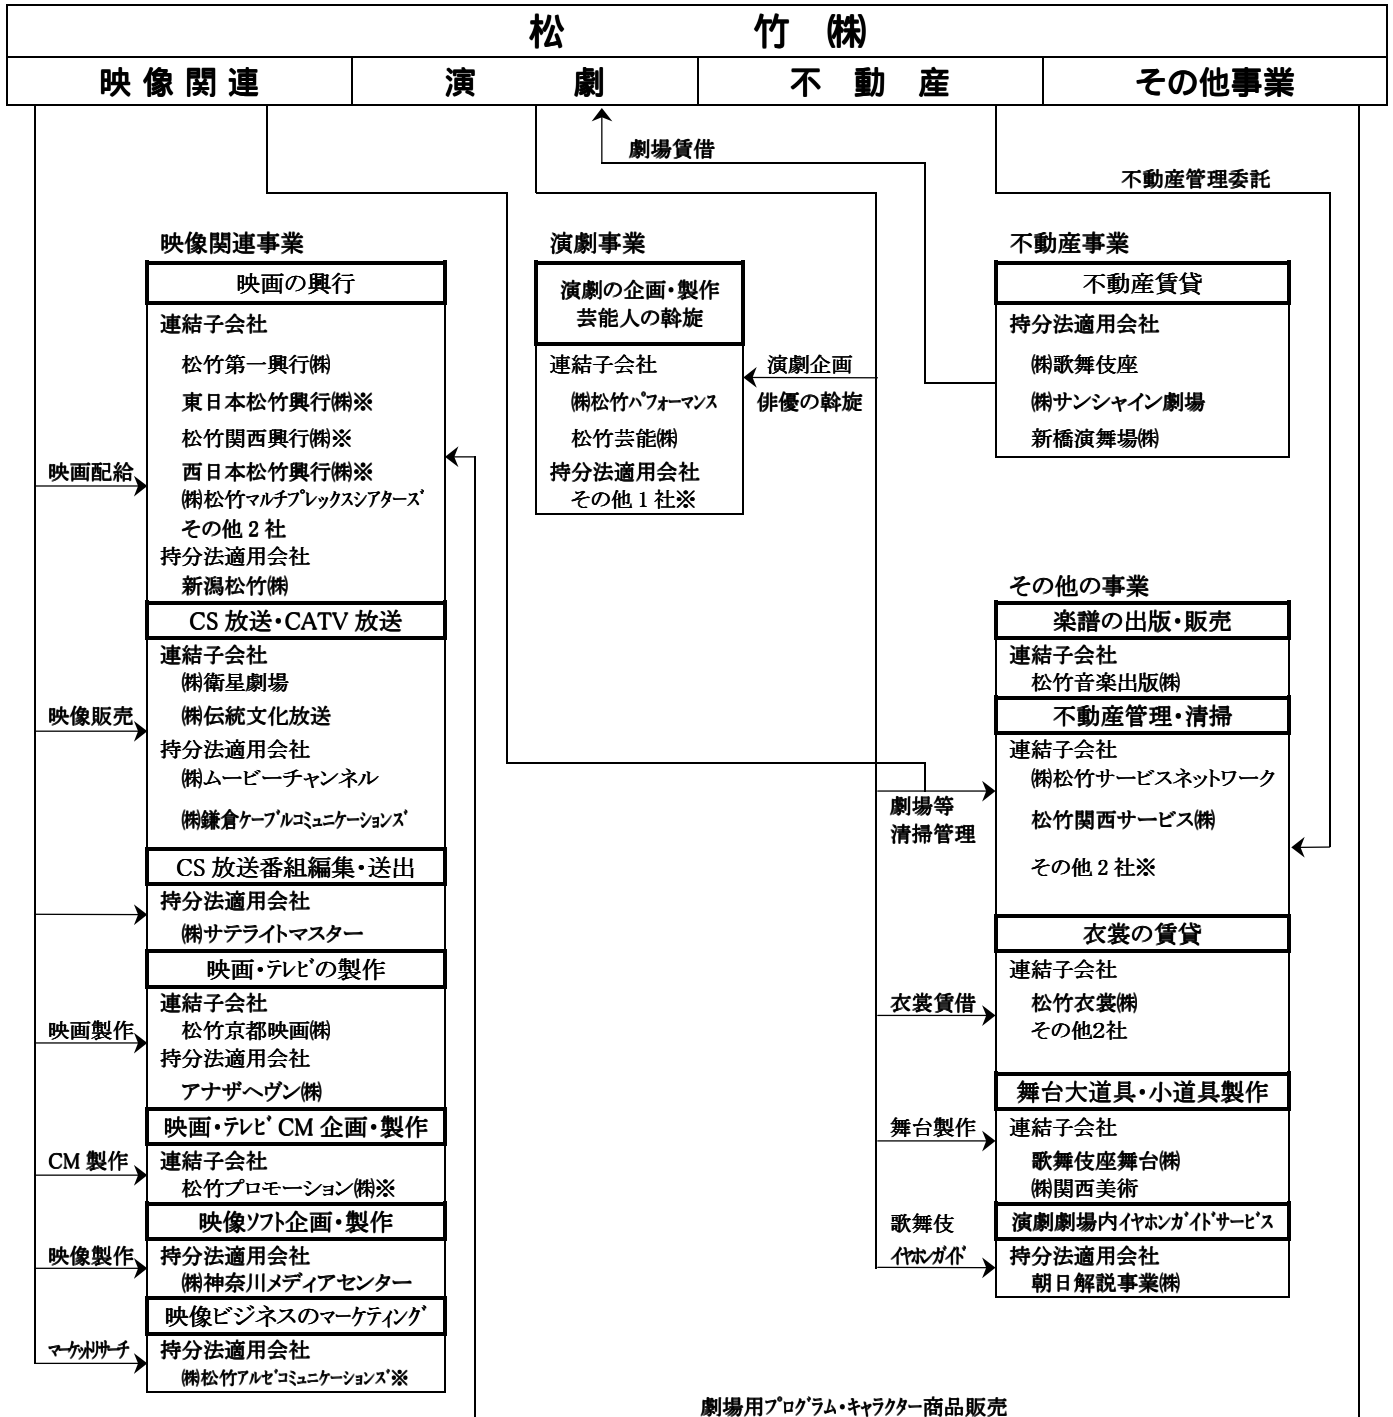 松竹㈱
映像関連 演劇 不動産 その他事業
劇場賃借
不動産管理委託
映像関連事業
映画の興行
連結子会社
松竹第一興行㈱
東日本松竹興行㈱※
松竹関西興行㈱※
西日本松竹興行㈱※
㈱松竹ﾏﾙﾁﾌﾟﾚｯｸｽｼｱﾀｰｽﾞ
その他2社
持分法適用会社
新潟松竹㈱
映画配給
CS放送・CATV放送
連結子会社
㈱衛星劇場
㈱伝統文化放送
持分法適用会社
㈱ムービーチャンネル
㈱鎌倉ｹｰﾌﾞﾙｺﾐｭﾆｹｰｼｮﾝｽﾞ
映像販売
CS放送番組編集・送出
持分法適用会社
㈱サテライトマスター
映画・ﾃﾚﾋﾞの製作
連結子会社
松竹京都映画㈱
持分法適用会社
アナザヘヴン㈱
映画製作
映画・ﾃﾚﾋﾞCM企画・製作
連結子会社
松竹プロモーション㈱※
CM製作
映像ｿﾌﾄ企画・製作
持分法適用会社
㈱神奈川メディアセンター
映像製作
映像ビジネスのﾏｰｹﾃｨﾝｸﾞ
持分法適用会社
㈱松竹ｱﾙｾﾞｺﾐｭﾆｹｰｼｮﾝｽﾞ※
ﾏｰｹｯﾄﾘｻｰﾁ
演劇事業
演劇の企画・製作
芸能人の斡旋
連結子会社
㈱松竹ﾊﾟﾌｫｰﾏﾝｽ
松竹芸能㈱
持分法適用会社
その他1社※
演劇企画
俳優の斡旋
不動産事業
不動産賃貸
持分法適用会社
㈱歌舞伎座
㈱サンシャイン劇場
新橋演舞場㈱
その他の事業
楽譜の出版・販売
連結子会社
松竹音楽出版㈱
不動産管理・清掃
連結子会社
㈱松竹サービスネットワーク
松竹関西サービス㈱
その他2社※
劇場等
清掃管理
衣裳の賃貸
連結子会社
松竹衣裳㈱
その他2社
衣裳賃借
舞台大道具・小道具製作
連結子会社
歌舞伎座舞台㈱
㈱関西美術
舞台製作
演劇劇場内ｲﾔﾎﾝｶﾞｲﾄﾞｻｰﾋﾞｽ
持分法適用会社
朝日解説事業㈱
歌舞伎
ｲﾔﾎﾝｶﾞｲﾄﾞ
劇場用ﾌﾟﾛｸﾞﾗﾑ・ｷｬﾗｸﾀｰ商品販売